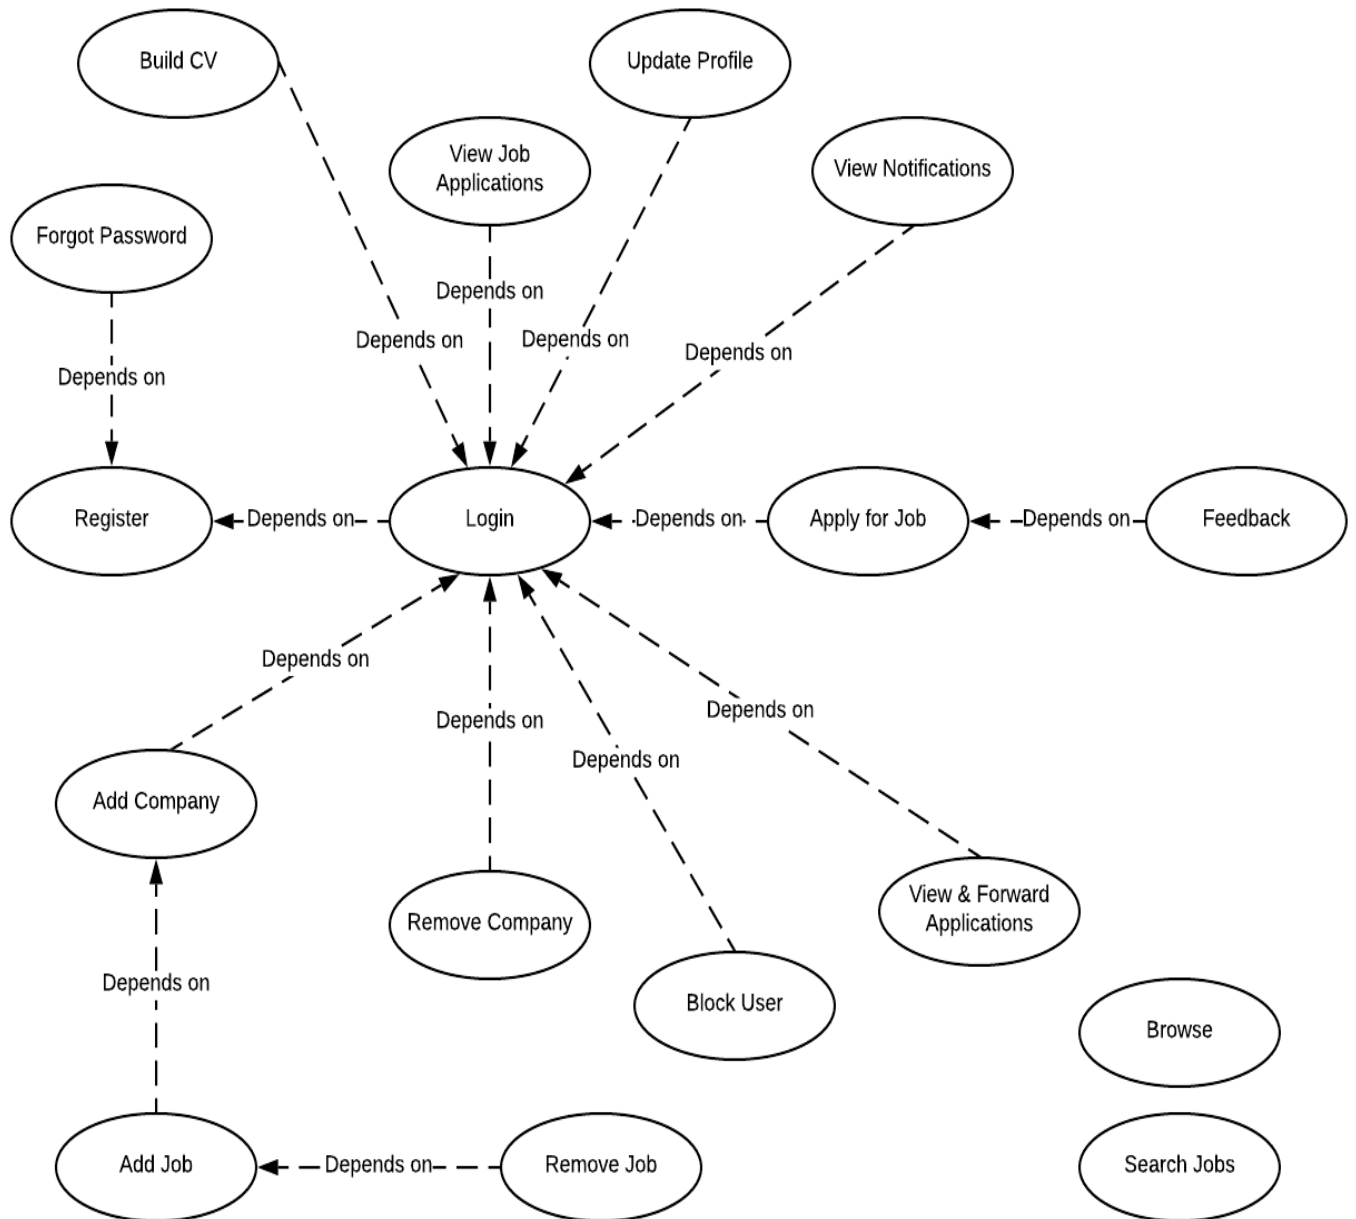 Build CV
Update Profile
View Job
Applications
View Notifications
Forgot Password
Depends on
Depends on
Depends on
Depends on
Depends on
Register
Depends on
Login
Depends on
Apply for Job
Depends on
Feedback
Depends on
Depends on
Depends on
Depends on
Add Company
Remove Company
View & Forward
Applications
Depends on
Block User
Browse
Add Job
Depends on
Remove Job
Search Jobs